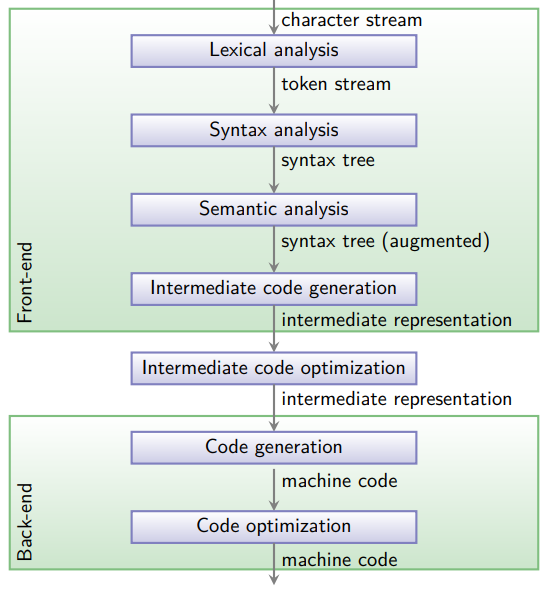 character stream
Lexical analysis
token stream
Syntax analysis
syntax tree
Semantic analysis
syntax tree (augmented)
Intermediate code generation
Front-end
intermediate representation
Intermediate code optimization
intermediate representation
Code generation
machine code
Code optimization
Back-end
machine code